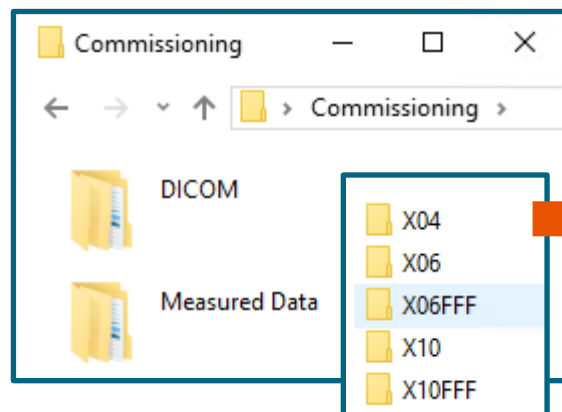 Commissioning
Commissioning
DICOM
Measured Data
X04
X06
X06FFF
X10
X10FFF